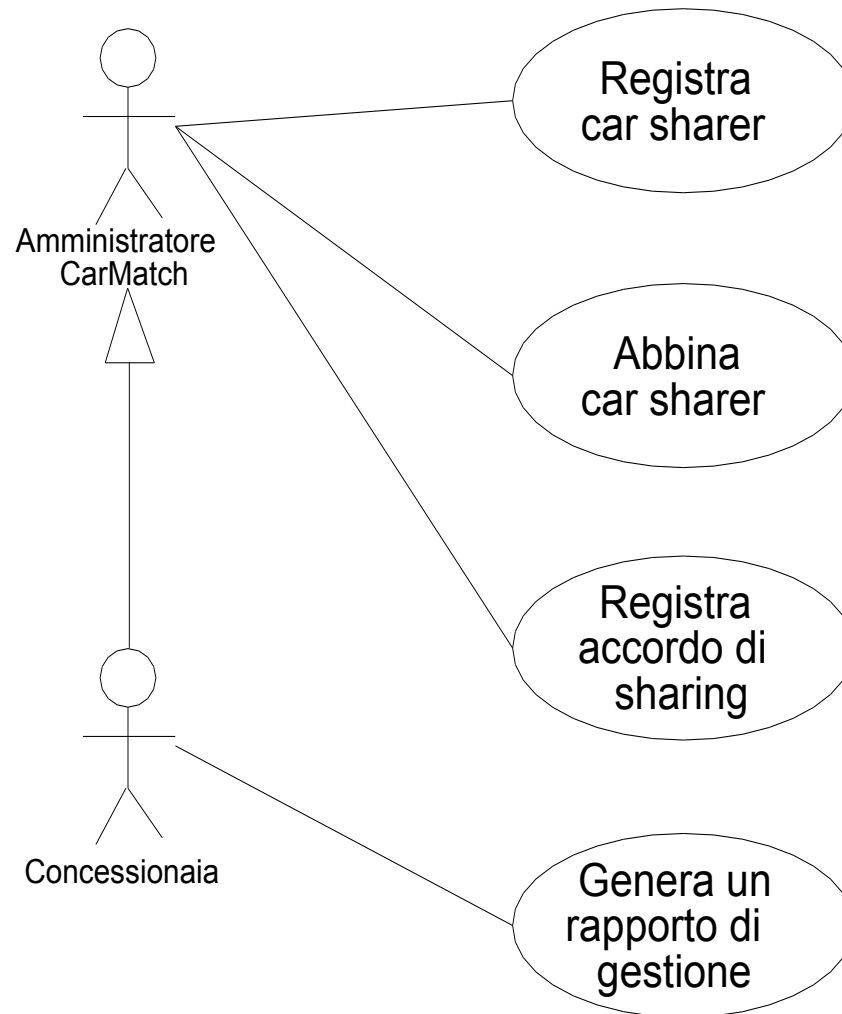 Registra
car sharer
Amministratore
CarMatch
Abbina
car sharer
Registra
accordo di
sharing
Concessionaia
Genera un
rapporto di
gestione